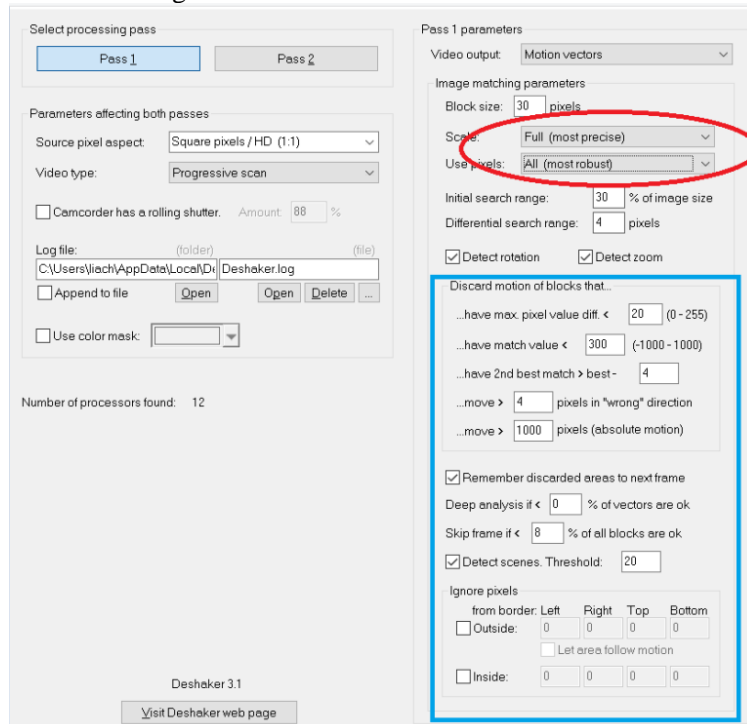 Select processing pass
Pass 1
Pass 2
Parameters affecting both passes
Source pixel aspect: Square pixels / HD (1:1)
Video type: Progressive scan
Camcorder has a rolling shutter. Amount: 88 %
Log file: (folder) (file)
C:\Users\liach\AppData\Local\De Deshaker.log
Append to file Open Open Delete ...
Use color mask:
Number of processors found: 12
Deshaker 3.1
Visit Deshaker web page
Pass 1 parameters
Video output: Motion vectors
Image matching parameters
Block size: 30 pixels
Scale: Full (most precise)
Use pixels: All (most robust)
Initial search range: 30 % of image size
Differential search range: 4 pixels
Detect rotation Detect zoom
Discard motion of blocks that...
...have max. pixel value diff. < 20 (0 - 255)
...have match value < 300 (-1000 - 1000)
...have 2nd best match > best - 4
...move > 4 pixels in "wrong" direction
...move > 1000 pixels (absolute motion)
Remember discarded areas to next frame
Deep analysis if < 0 % of vectors are ok
Skip frame if < 8 % of all blocks are ok
Detect scenes. Threshold: 20
Ignore pixels
from border: Left Right Top Bottom
Outside: 0 0 0 0
Let area follow motion
Inside: 0 0 0 0